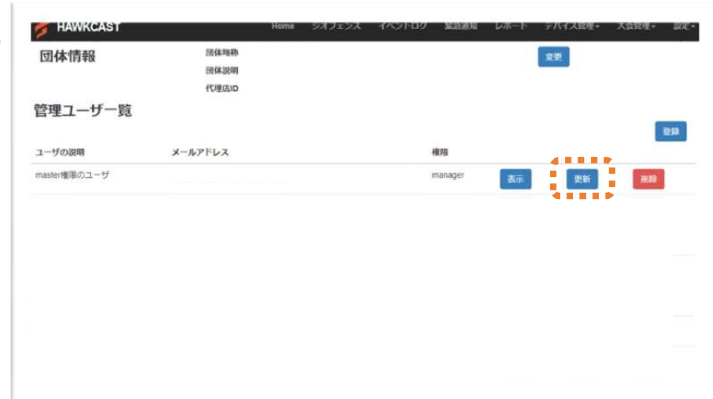 HAWKCAST Home ジオフェンス イベントログ 緊急通知 レポート デバイス管理 大会管理 設定
団体情報 団体名称 変更
団体説明
代理店ID
管理ユーザ一覧
登録
ユーザの説明 メールアドレス 権限
master権限のユーザ manager 表示 更新 削除